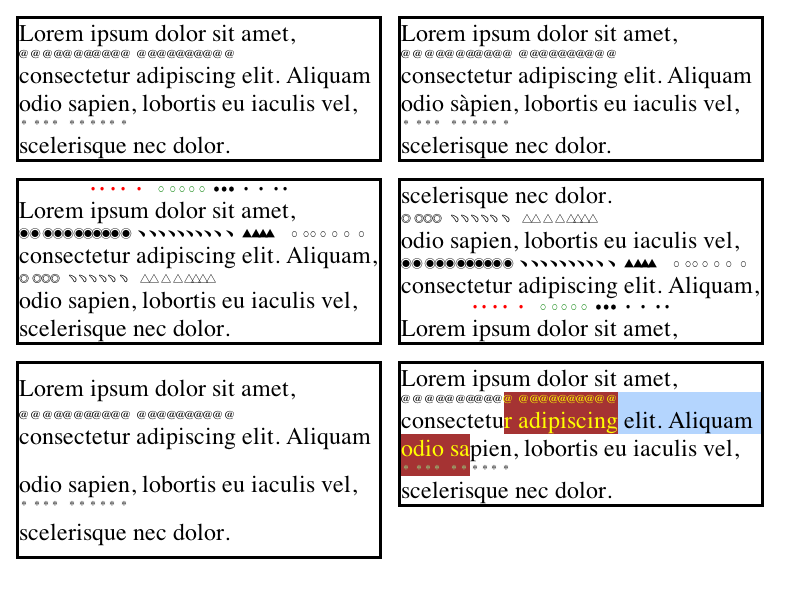 Lorem ipsum dolor sit amet,
@@@@@@@@@@@ @@@@@@@@@@
consectetur adipiscing elit. Aliquam
odio sapien, lobortis eu iaculis vel,
* *** ******
scelerisque nec dolor.
Lorem ipsum dolor sit amet,
@@@@@@@@@@@ @@@@@@@@@@
consectetur adipiscing elit. Aliquam
odio sàpien, lobortis eu iaculis vel,
* *** ******
scelerisque nec dolor.
• • • • • ○ ○ ○ ○ ○ ●●● • • ••
Lorem ipsum dolor sit amet,
◉◉◉◉◉◉◉◉◉◉◉ ﹅﹅﹅﹅﹅﹅﹅﹅﹅﹅ ▲▲▲▲ ○ ○○ ○ ○ ○ ○
consectetur adipiscing elit. Aliquam,
◎ ◎◎◎ ﹆﹆﹆﹆﹆﹆ △△△△△△△
odio sapien, lobortis eu iaculis vel,
scelerisque nec dolor.
scelerisque nec dolor.
◎ ◎◎◎ ﹆﹆﹆﹆﹆﹆ △△△△△△△
odio sapien, lobortis eu iaculis vel,
◉◉◉◉◉◉◉◉◉◉◉ ﹅﹅﹅﹅﹅﹅﹅﹅﹅﹅ ▲▲▲▲ ○ ○○ ○ ○ ○ ○
consectetur adipiscing elit. Aliquam,
• • • • • ○ ○ ○ ○ ○ ●●● • • ••
Lorem ipsum dolor sit amet,
Lorem ipsum dolor sit amet,
@@@@@@@@@@@ @@@@@@@@@@
consectetur adipiscing elit. Aliquam
odio sapien, lobortis eu iaculis vel,
* *** ******
scelerisque nec dolor.
Lorem ipsum dolor sit amet,
@@@@@@@@@@@ @@@@@@@@@@
consectetur adipiscing elit. Aliquam
odio sapien, lobortis eu iaculis vel,
* *** ******
scelerisque nec dolor.